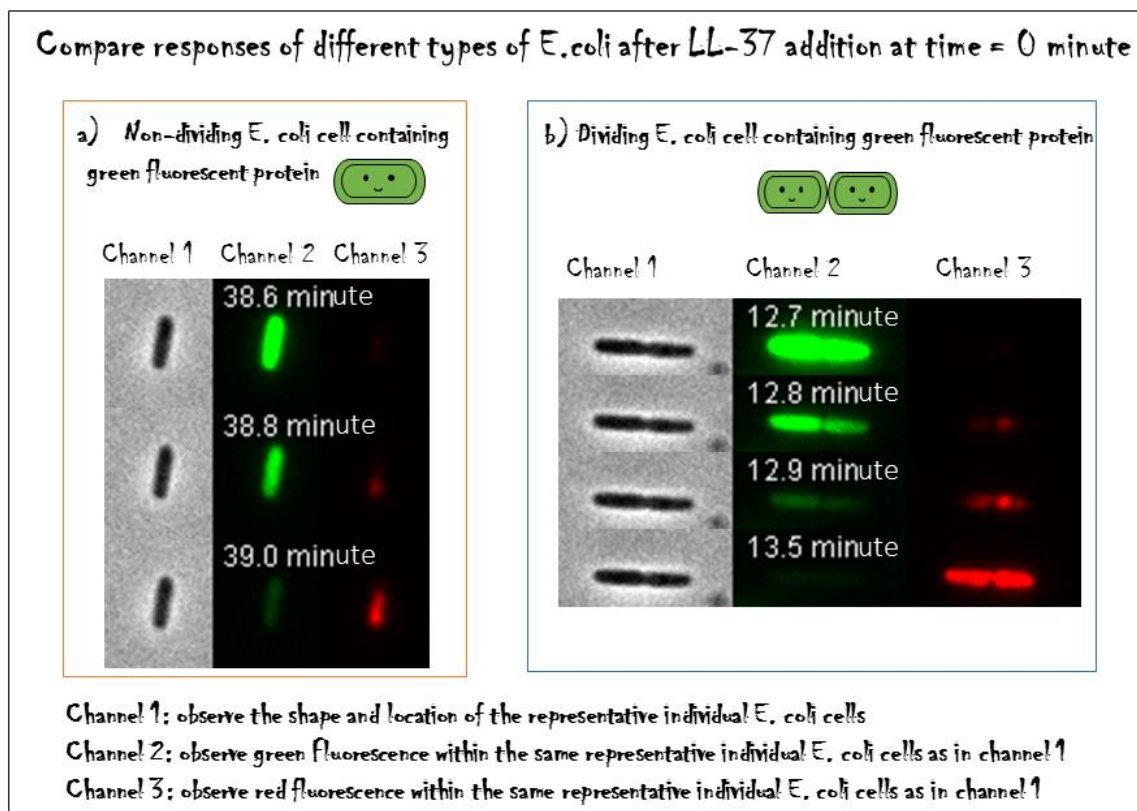 Compare responses of different types of E.coli after LL-37 addition at time = 0 minute
a) Non-dividing E. coli cell containing
green fluorescent protein
Channel 1 Channel 2 Channel 3
38.6 minute
38.8 minute
39.0 minute
b) Dividing E. coli cell containing green fluorescent protein
Channel 1 Channel 2 Channel 3
12.7 minute
12.8 minute
12.9 minute
13.5 minute
Channel 1: observe the shape and location of the representative individual E. coli cells
Channel 2: observe green fluorescence within the same representative individual E. coli cells as in channel 1
Channel 3: observe red fluorescence within the same representative individual E. coli cells as in channel 1